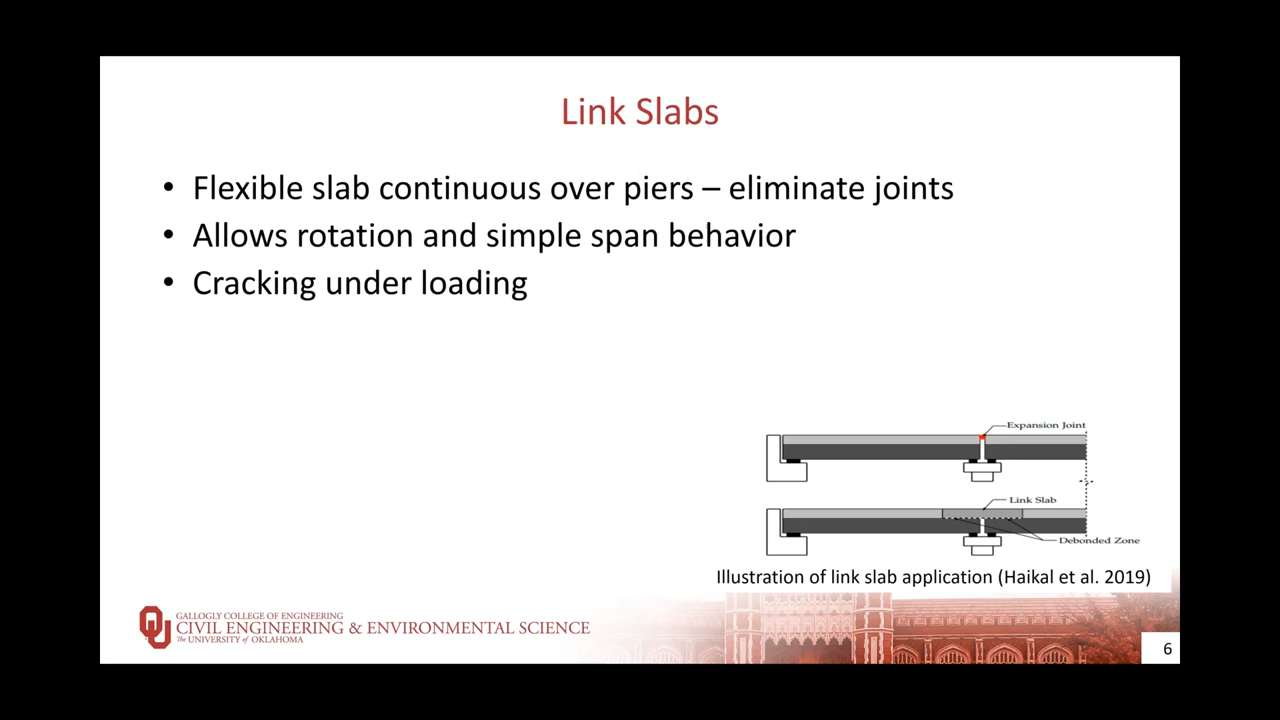 Link Slabs
• Flexible slab continuous over piers – eliminate joints
• Allows rotation and simple span behavior
• Cracking under loading
Expansion Joint
Link Slab
Debonded Zone
Illustration of link slab application (Haikal et al. 2019)
GALLOGLY COLLEGE OF ENGINEERING
CIVIL ENGINEERING & ENVIRONMENTAL SCIENCE
The UNIVERSITY of OKLAHOMA
6